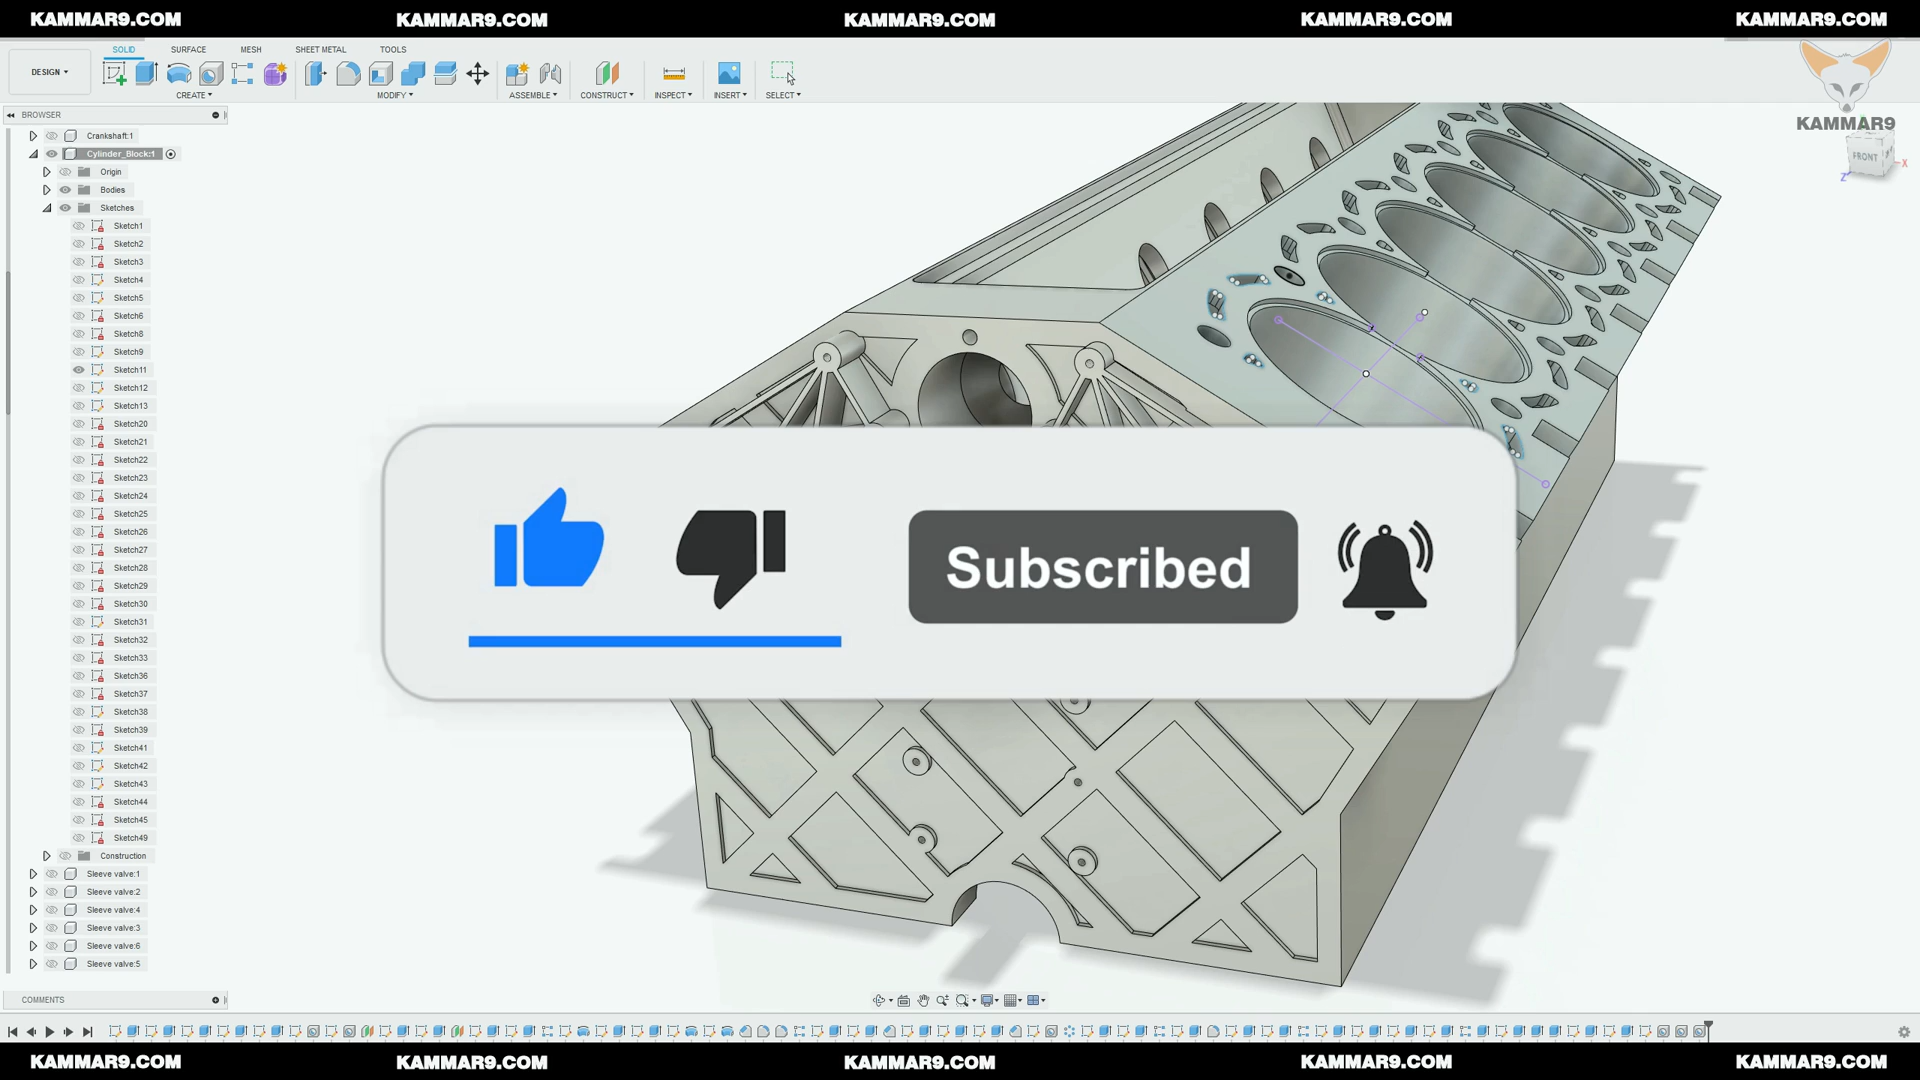 KAMMAR9.COM KAMMAR9.COM KAMMAR9.COM KAMMAR9.COM KAMMAR9.COM
SOLID SURFACE MESH SHEET METAL TOOLS
DESIGN
CREATE MODIFY ASSEMBLE CONSTRUCT INSPECT INSERT SELECT
KAMMAR9
BROWSER
FRONT
X
Z
Crankshaft:1
Cylinder_Block:1
Origin
Bodies
Sketches
Sketch1
Sketch2
Sketch3
Sketch4
Sketch5
Sketch6
Sketch8
Sketch9
Sketch11
Sketch12
Sketch13
Sketch20
Sketch21
Sketch22
Sketch23
Sketch24
Sketch25
Sketch26
Sketch27
Sketch28
Sketch29
Sketch30
Sketch31
Sketch32
Sketch33
Sketch36
Sketch37
Sketch38
Sketch39
Sketch41
Sketch42
Sketch43
Sketch44
Sketch45
Sketch49
Construction
Sleeve valve:1
Sleeve valve:2
Sleeve valve:4
Sleeve valve:3
Sleeve valve:6
Sleeve valve:5
Subscribed
COMMENTS
KAMMAR9.COM KAMMAR9.COM KAMMAR9.COM KAMMAR9.COM KAMMAR9.COM